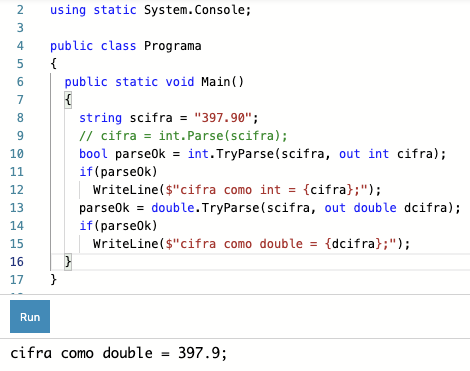 2 using static System.Console;
3
4 public class Programa
5 {
6 public static void Main()
7 {
8 string scifra = "397.90";
9 // cifra = int.Parse(scifra);
10 bool parseOk = int.TryParse(scifra, out int cifra);
11 if(parseOk)
12 WriteLine($"cifra como int = {cifra};");
13 parseOk = double.TryParse(scifra, out double dcifra);
14 if(parseOk)
15 WriteLine($"cifra como double = {dcifra};");
16 }
17 }
Run
cifra como double = 397.9;